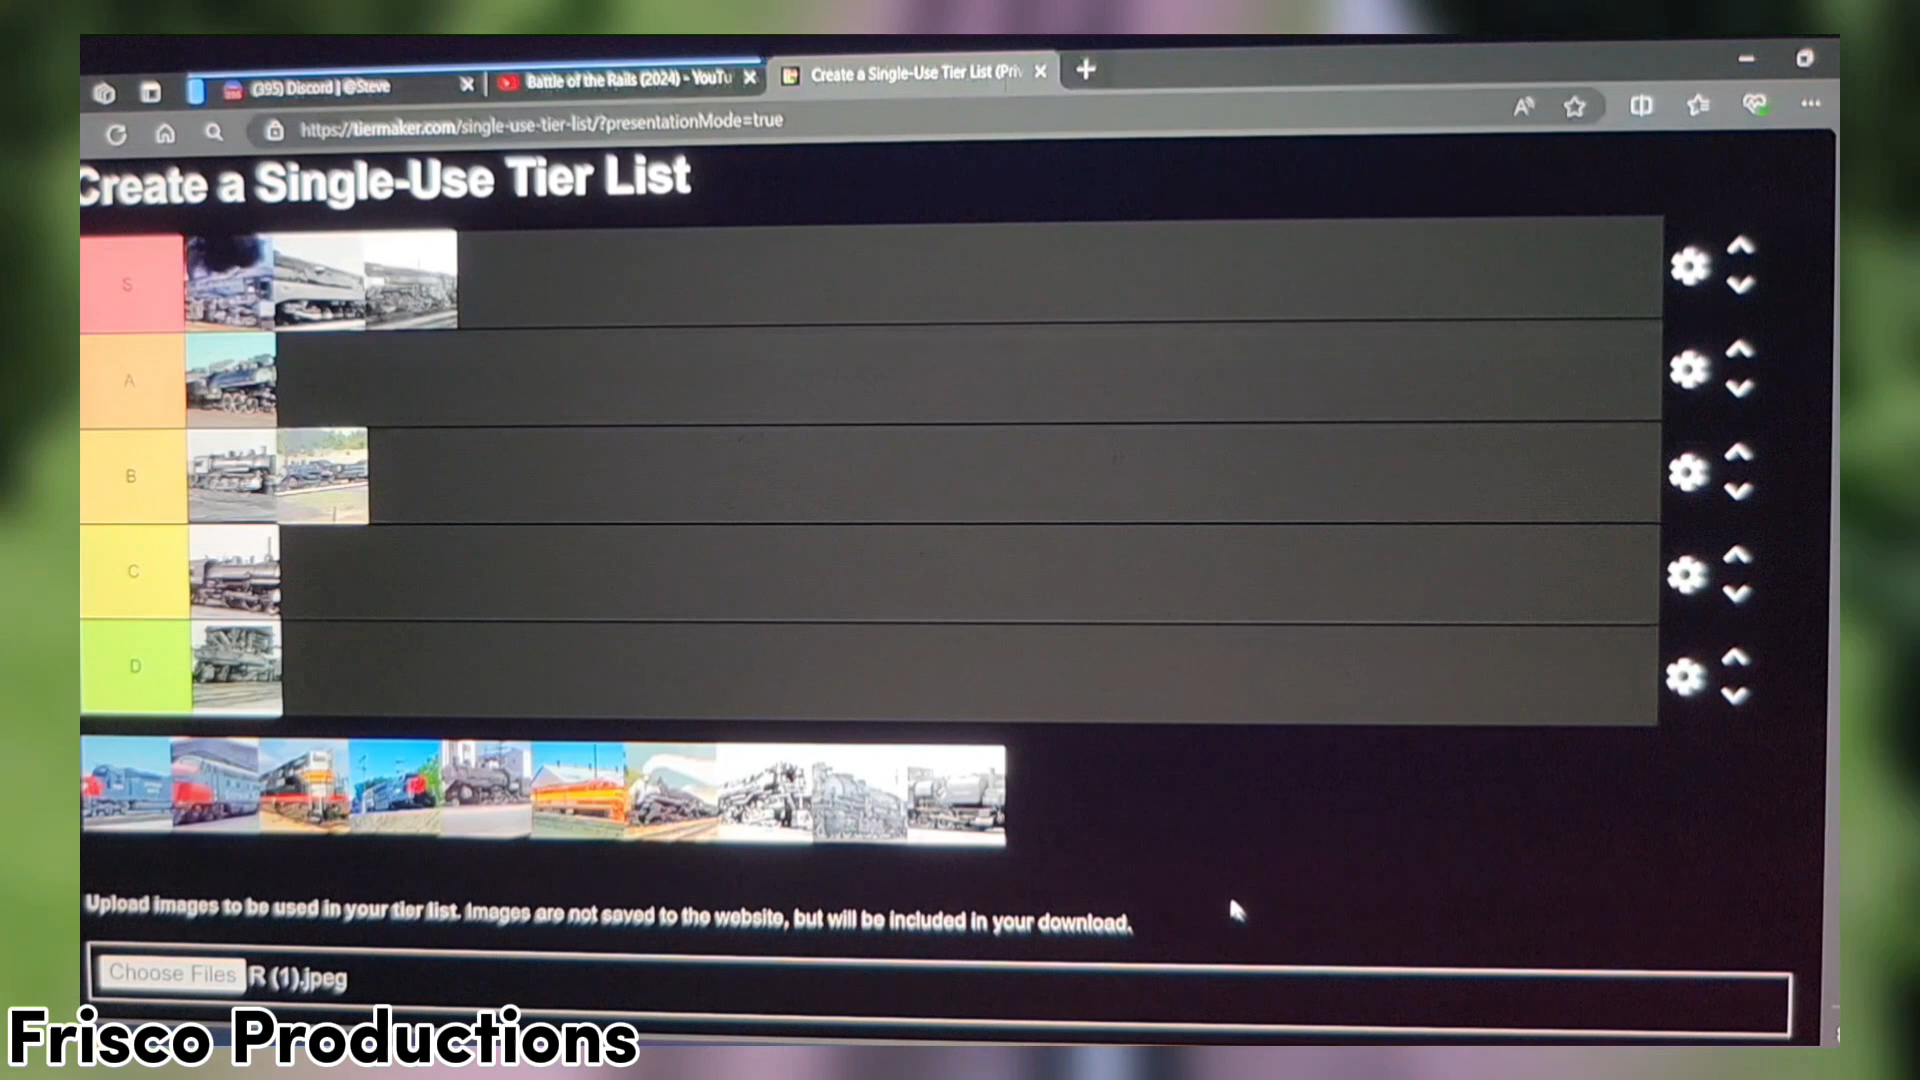 (395) Discord | @Steve
Battle of the Rails (2024) - YouTu
Create a Single-Use Tier List (Priv
https://tiermaker.com/single-use-tier-list/?presentationMode=true
Create a Single-Use Tier List
S
A
B
C
D
Upload images to be used in your tier list. Images are not saved to the website, but will be included in your download.
Choose Files R (1).jpeg
Frisco Productions